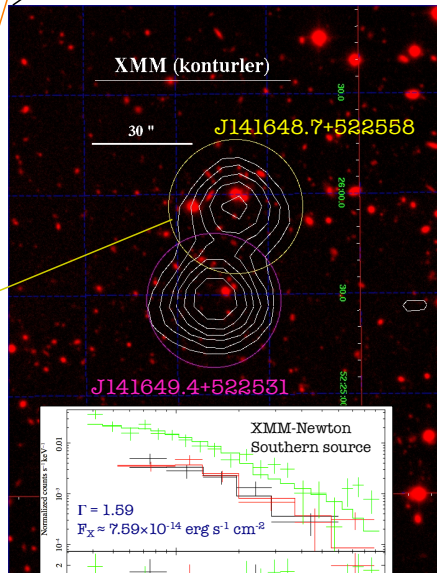 XMM (konturler)
30 "
J141648.7+522558
30.0
26:00.0
30.0
52:25:00.0
J141649.4+522531
XMM-Newton
Southern source
Normalized counts s⁻¹ keV⁻¹
0.01
10⁻³
10⁻⁴
Γ = 1.59
Fₓ ≈ 7.59×10⁻¹⁴ erg s⁻¹ cm⁻²
2